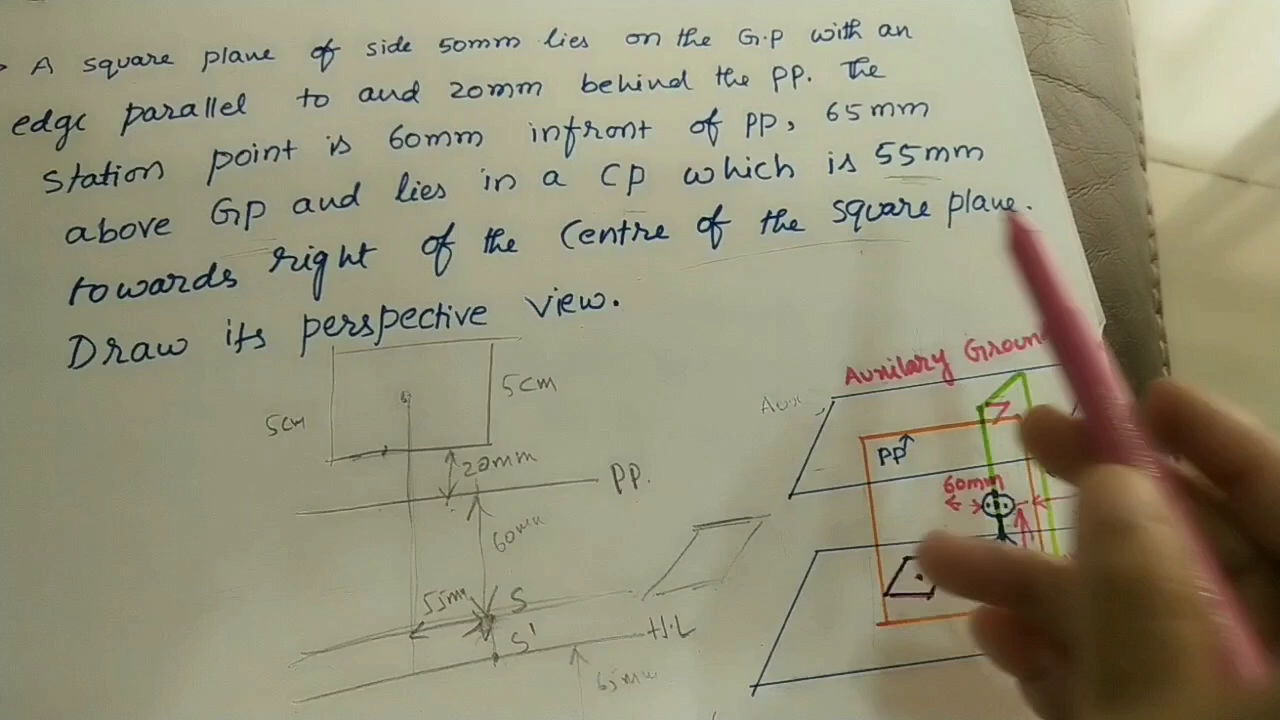 A square plane of side 50mm lies on the G.P with an
edge parallel to and 20mm behind the PP. The
station point is 60mm infront of PP, 65mm
above GP and lies in a CP which is 55mm
towards right of the Centre of the square plane.
Draw its perspective view.
5cm
5cm
20mm
PP.
60mm
55mm
S
S'
H.L
65mm
Auxilary Groun
Aux
PP
60mm